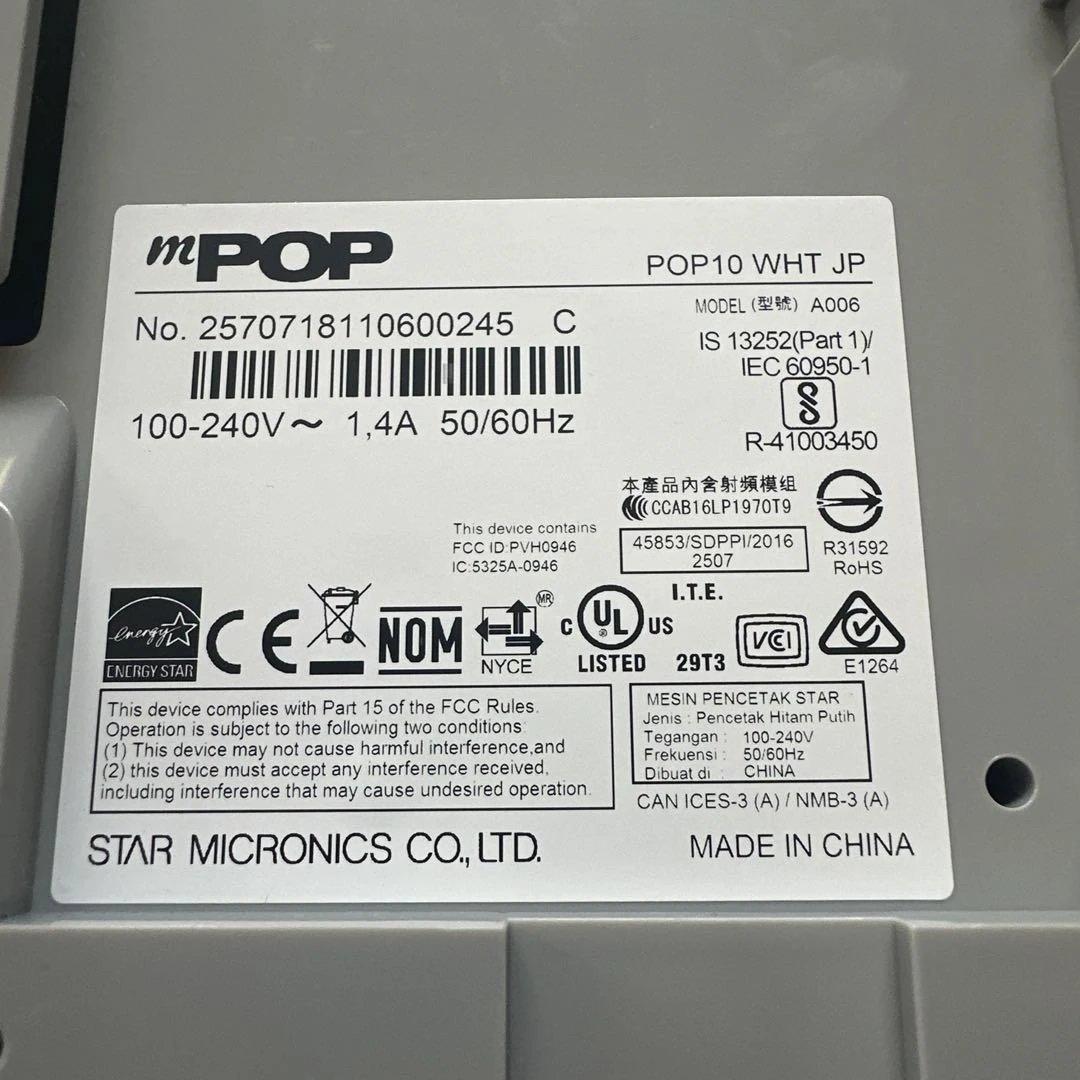 mPOP
POP10 WHT JP
No. 2570718110600245 C
100-240V～ 1,4A 50/60Hz
MODEL (型號) A006
IS 13252(Part 1)/
IEC 60950-1
R-41003450
本產品內含射頻模組
CCAB16LP1970T9
45853/SDPPI/2016
2507
R31592
RoHS
This device contains
FCC ID:PVH0946
IC:5325A-0946
energy
ENERGY STAR
CE
NOM
MR
NYCE
C UL US
LISTED
I.T.E.
29T3
VCI
E1264
This device complies with Part 15 of the FCC Rules.
Operation is subject to the following two conditions:
(1) This device may not cause harmful interference,and
(2) this device must accept any interference received,
including interference that may cause undesired operation.
MESIN PENCETAK STAR
Jenis : Pencetak Hitam Putih
Tegangan : 100-240V
Frekuensi : 50/60Hz
Dibuat di : CHINA
CAN ICES-3 (A) / NMB-3 (A)
STAR MICRONICS CO., LTD.
MADE IN CHINA